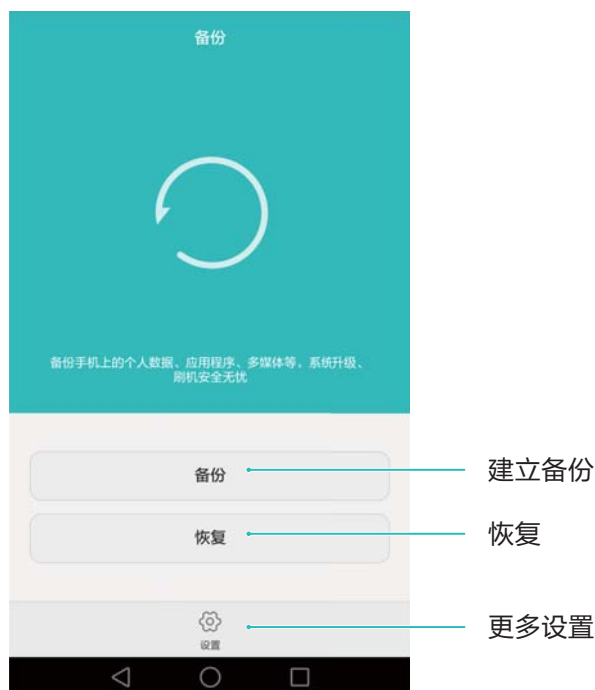 备份
备份手机上的个人数据、应用程序、多媒体等，系统升级、
刷机安全无忧
备份
建立备份
恢复
恢复
设置
更多设置